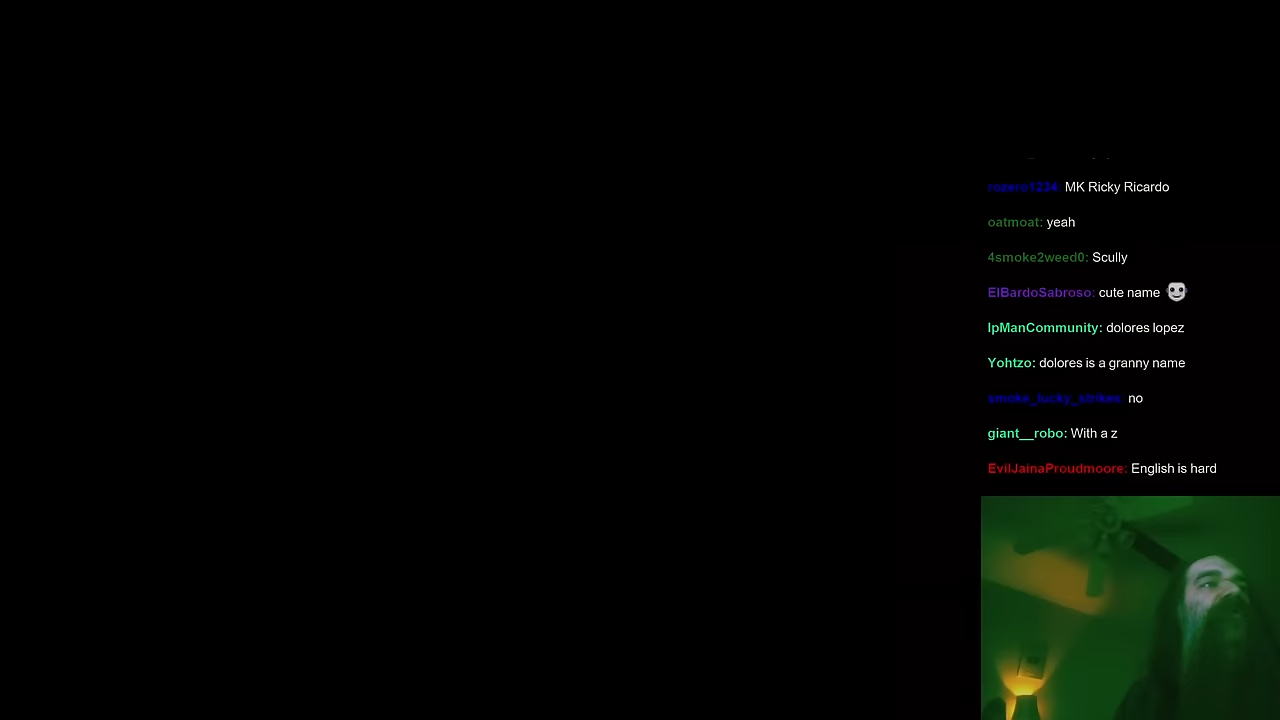 rozero1234: MK Ricky Ricardo
oatmoat: yeah
4smoke2weed0: Scully
ElBardoSabroso: cute name
IpManCommunity: dolores lopez
Yohtzo: dolores is a granny name
smoke_lucky_strikes: no
giant__robo: With a z
EvilJainaProudmoore: English is hard